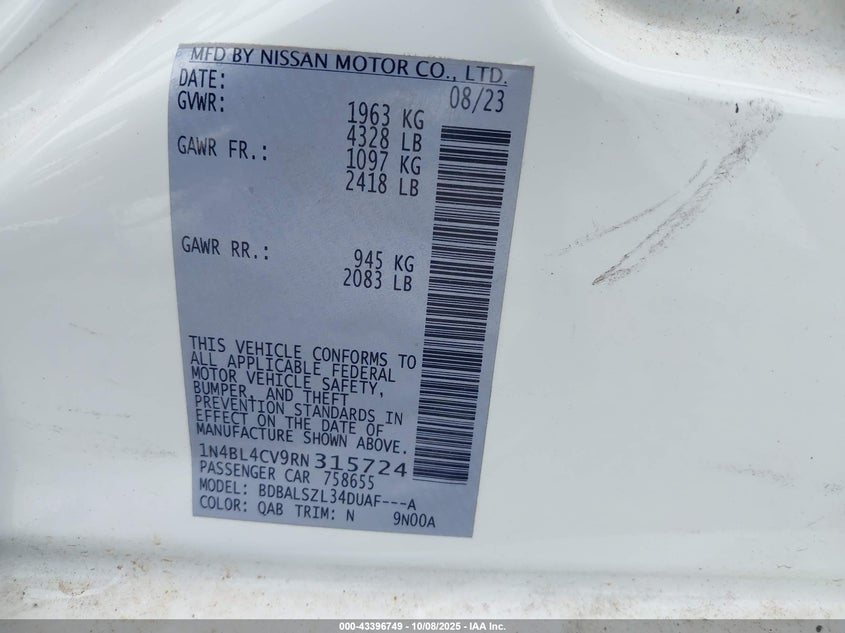 MFD BY NISSAN MOTOR CO., LTD.
DATE: 08/23
GVWR: 1963 KG
4328 LB
GAWR FR.: 1097 KG
2418 LB
GAWR RR.: 945 KG
2083 LB
THIS VEHICLE CONFORMS TO
ALL APPLICABLE FEDERAL
MOTOR VEHICLE SAFETY,
BUMPER, AND THEFT
PREVENTION STANDARDS IN
EFFECT ON THE DATE OF
MANUFACTURE SHOWN ABOVE.
1N4BL4CV9RN315724
PASSENGER CAR 758655
MODEL: BDBALSZL34DUAF---A
COLOR: QAB TRIM: N 9N00A
000-43396749 - 10/08/2025 - IAA Inc.